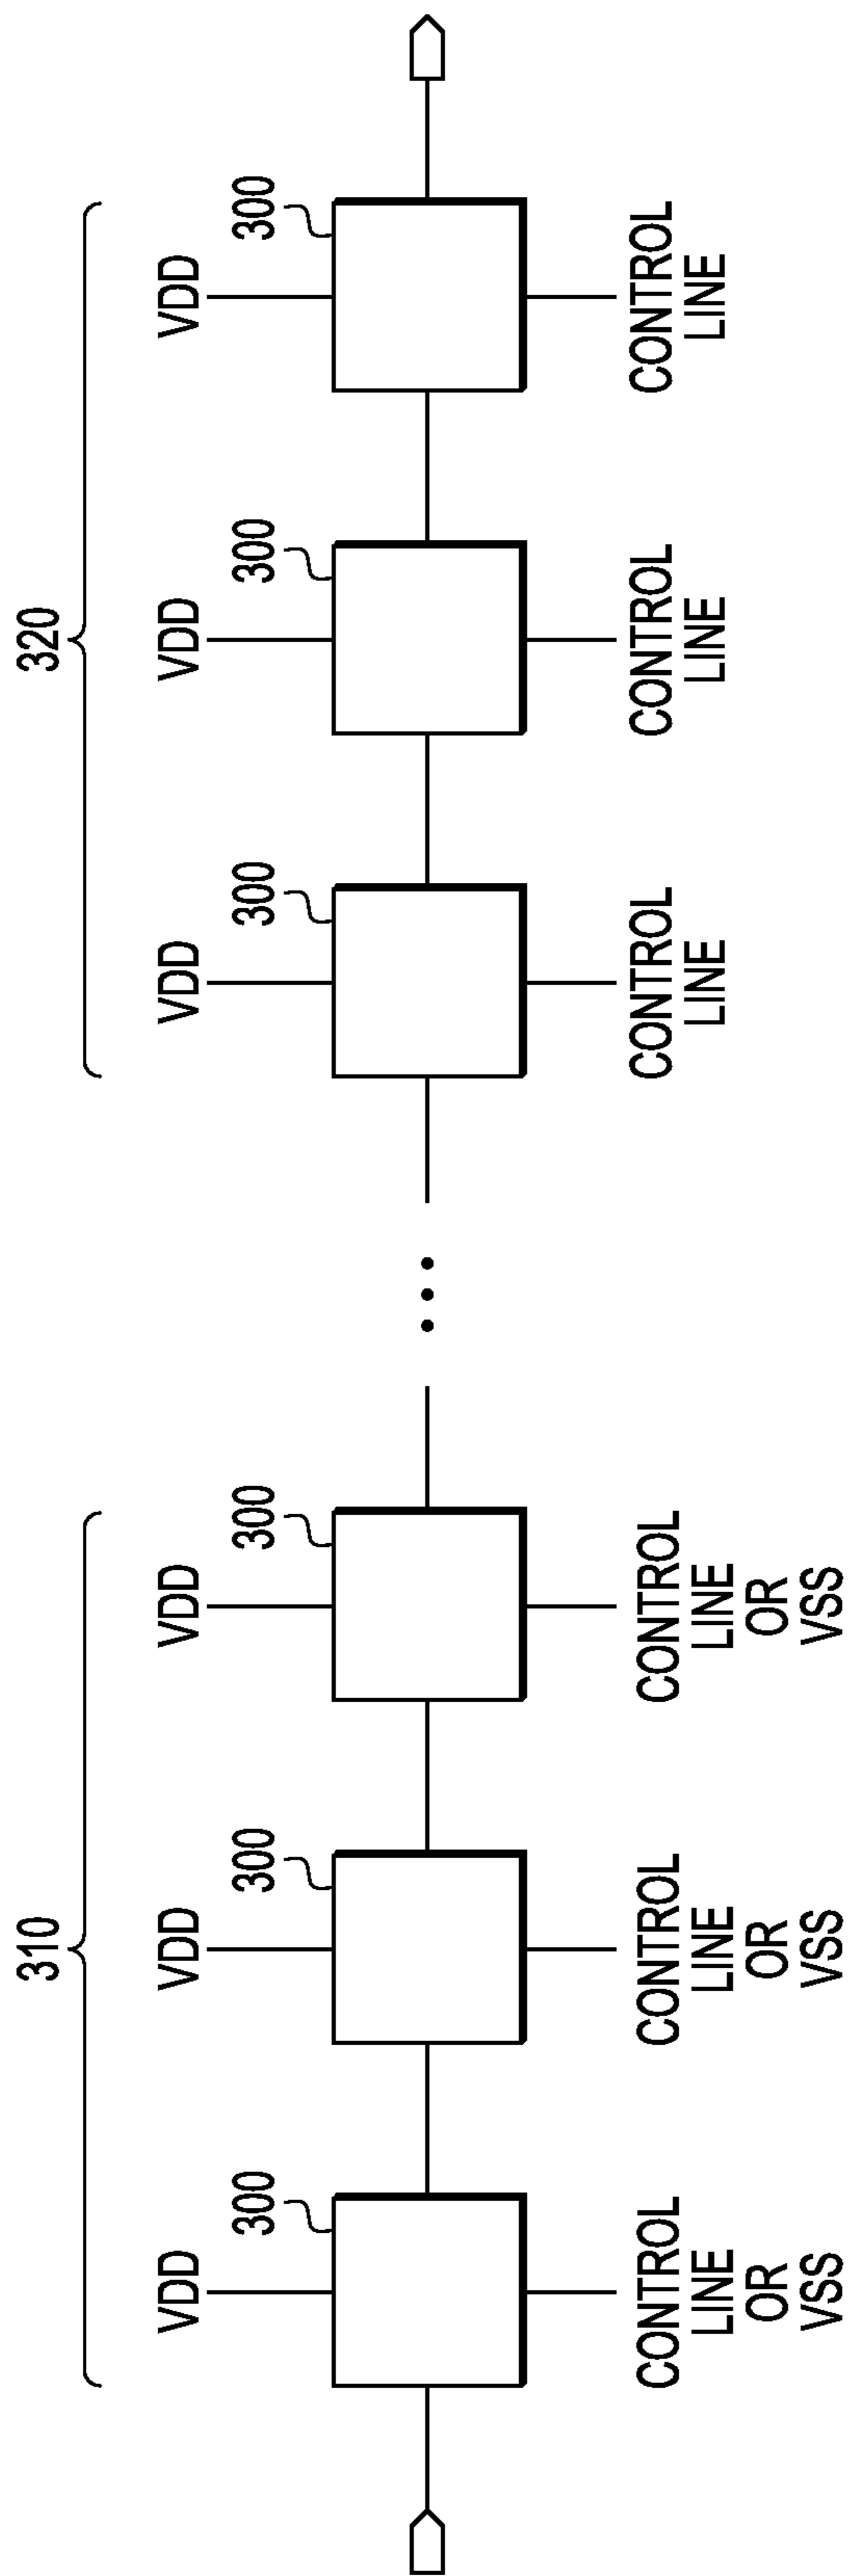 310
320
300
300
300
300
300
300
VDD
VDD
VDD
VDD
VDD
VDD
CONTROL
LINE
OR
VSS
CONTROL
LINE
OR
VSS
CONTROL
LINE
OR
VSS
CONTROL
LINE
CONTROL
LINE
CONTROL
LINE